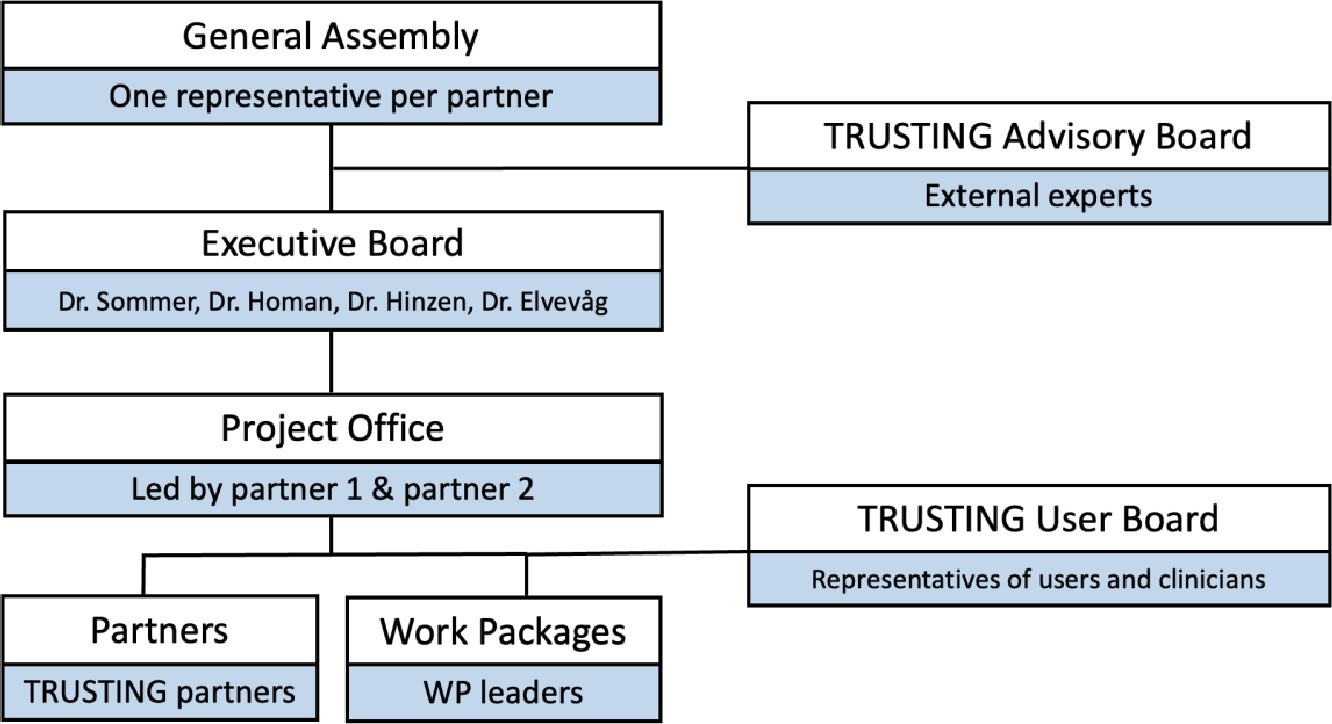 General Assembly
One representative per partner
TRUSTING Advisory Board
External experts
Executive Board
Dr. Sommer, Dr. Homan, Dr. Hinzen, Dr. Elvevåg
Project Office
Led by partner 1 & partner 2
TRUSTING User Board
Representatives of users and clinicians
Partners
TRUSTING partners
Work Packages
WP leaders